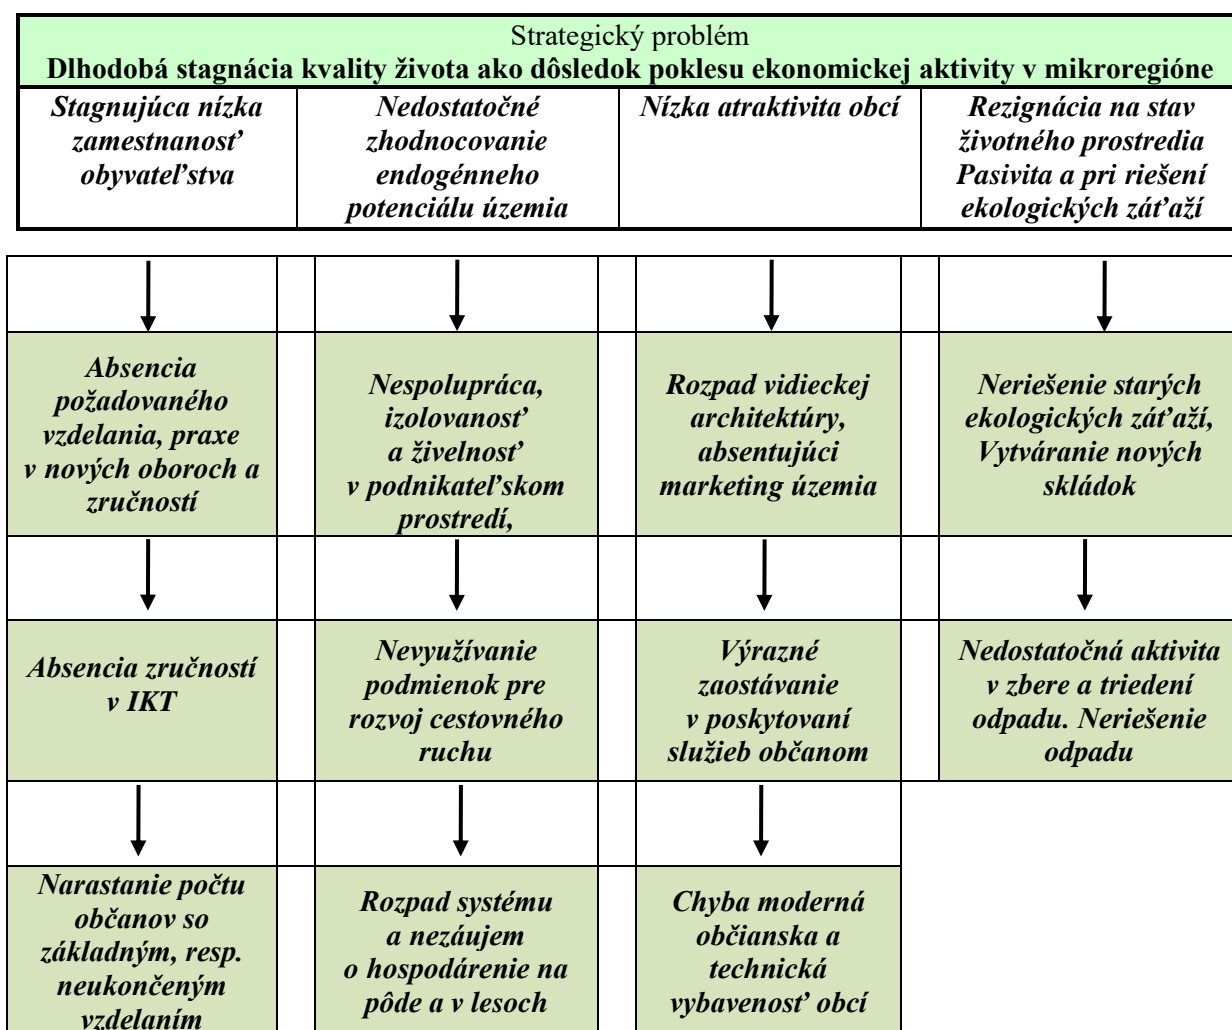 Strategický problém
Dlhodobá stagnácia kvality života ako dôsledok poklesu ekonomickej aktivity v mikroregióne
Stagnujúca nízka
zamestnanosť
obyvateľstva
Nedostatočné
zhodnocovanie
endogénneho
potenciálu územia
Nízka atraktivita obcí
Rezignácia na stav
životného prostredia
Pasivita a pri riešení
ekologických záťaží
Absencia
požadovaného
vzdelania, praxe
v nových oboroch a
zručností
Nespolupráca,
izolovanosť
a živelnosť
v podnikateľskom
prostredí,
Rozpad vidieckej
architektúry,
absentujúci
marketing územia
Neriešenie starých
ekologických záťaží,
Vytváranie nových
skládok
Absencia zručností
v IKT
Nevyužívanie
podmienok pre
rozvoj cestovného
ruchu
Výrazné
zaostávanie
v poskytovaní
služieb občanom
Nedostatočná aktivita
v zbere a triedení
odpadu. Neriešenie
odpadu
Narastanie počtu
občanov so
základným, resp.
neukončeným
vzdelaním
Rozpad systému
a nezáujem
o hospodárenie na
pôde a v lesoch
Chyba moderná
občianska a
technická
vybavenosť obcí